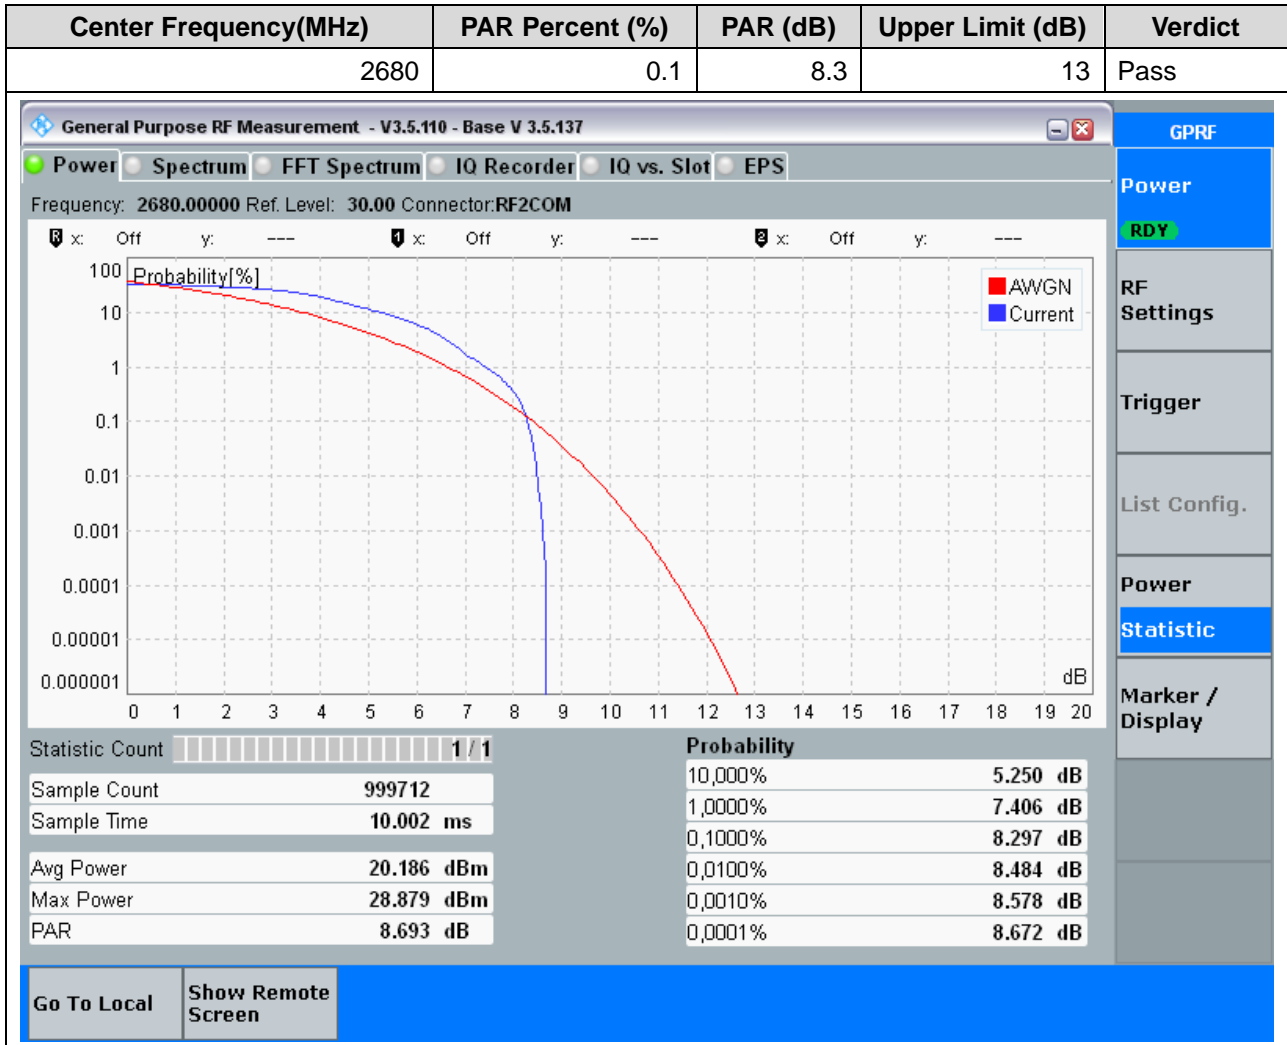 Center Frequency(MHz) PAR Percent (%) PAR (dB) Upper Limit (dB) Verdict
2680 0.1 8.3 13 Pass
General Purpose RF Measurement - V3.5.110 - Base V 3.5.137
GPRF
Power Spectrum FFT Spectrum IQ Recorder IQ vs. Slot EPS
Power
RDY
Frequency: 2680.00000 Ref. Level: 30.00 Connector:RF2COM
R x: Off y: --- 1 x: Off y: --- 2 x: Off y: ---
Probability[%]
AWGN
Current
100
10
1
0.1
0.01
0.001
0.0001
0.00001
0.000001
dB
0 1 2 3 4 5 6 7 8 9 10 11 12 13 14 15 16 17 18 19 20
RF
Settings
Trigger
List Config.
Power
Statistic
Marker /
Display
Statistic Count 1 / 1
Sample Count 999712
Sample Time 10.002 ms
Avg Power 20.186 dBm
Max Power 28.879 dBm
PAR 8.693 dB
Probability
10,000% 5.250 dB
1,0000% 7.406 dB
0,1000% 8.297 dB
0,0100% 8.484 dB
0,0010% 8.578 dB
0,0001% 8.672 dB
Go To Local
Show Remote
Screen